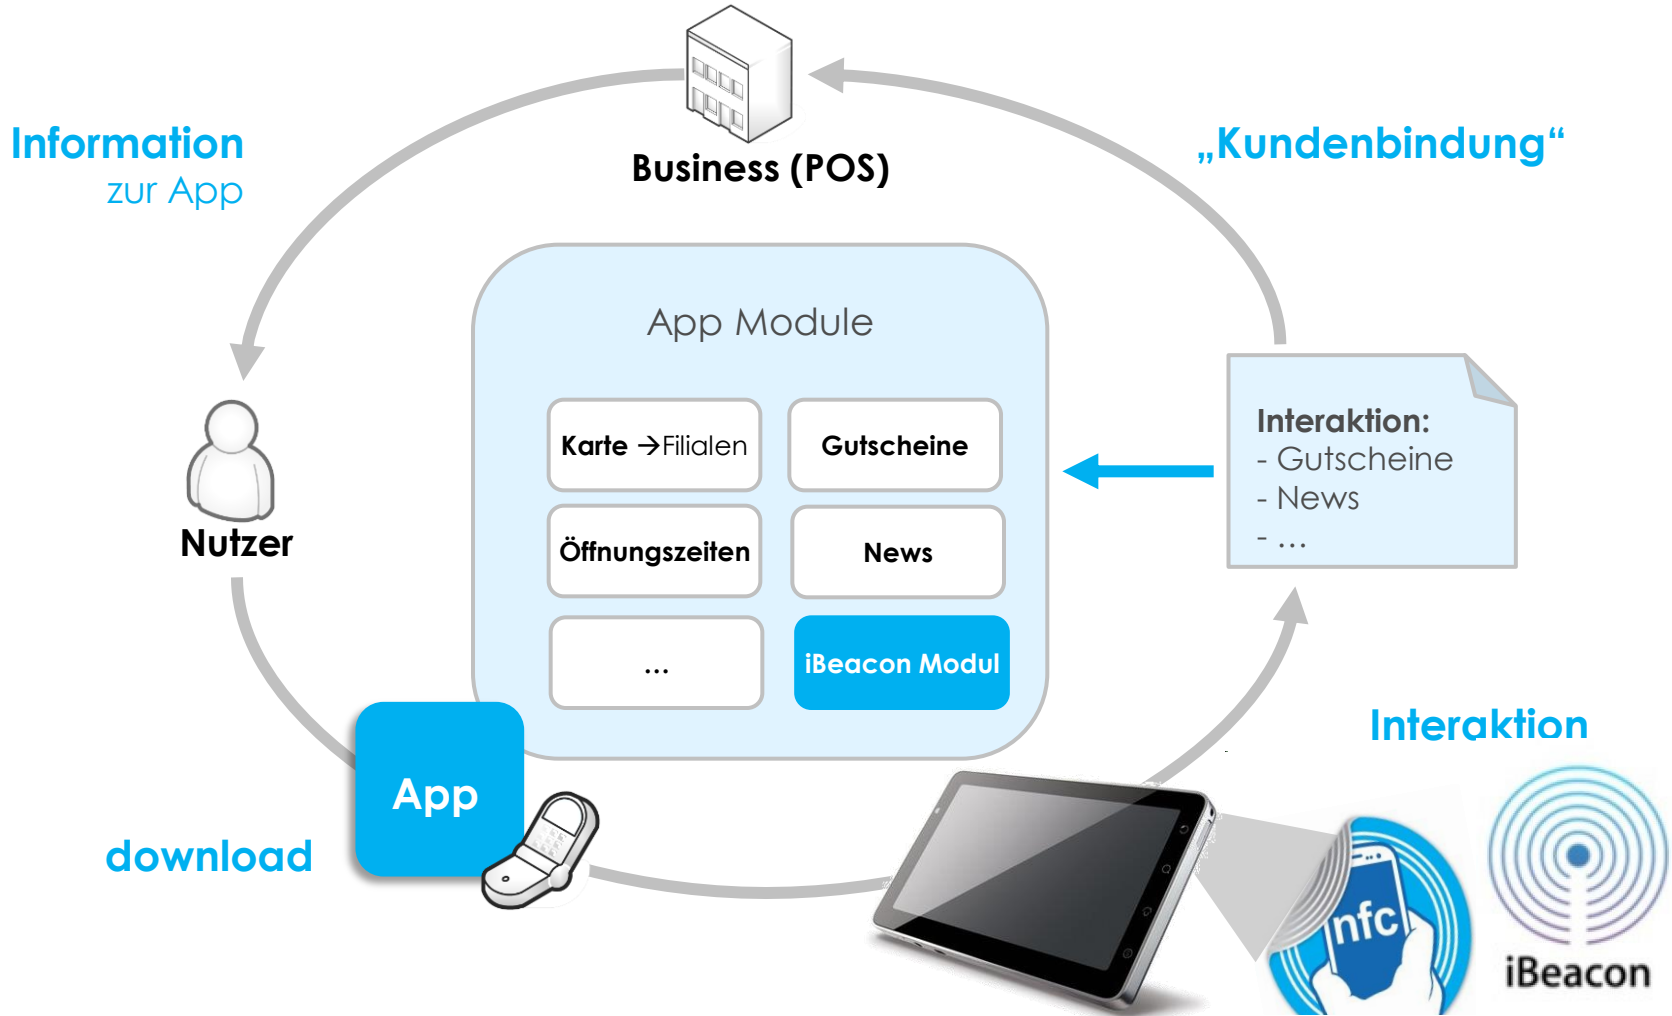 Information
zur App
Business (POS)
„Kundenbindung“
App Module
Karte →Filialen
Gutscheine
Öffnungszeiten
News
...
iBeacon Modul
Interaktion:
- Gutscheine
- News
- ...
Nutzer
App
download
Interaktion
nfc
iBeacon